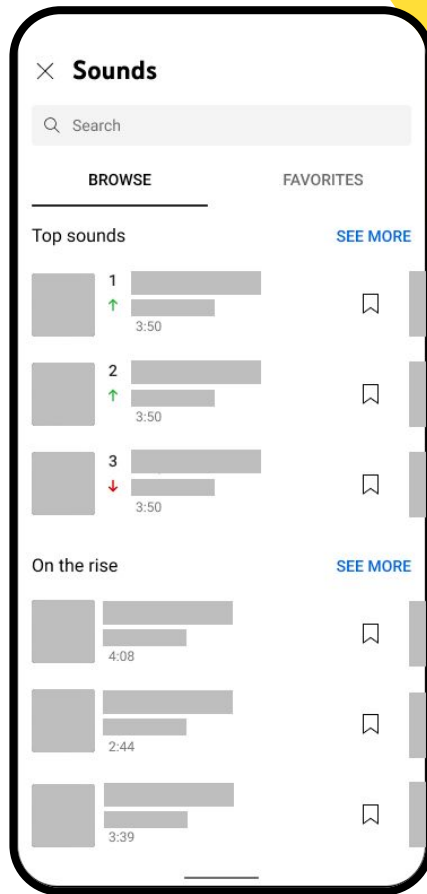 Sounds
Search
BROWSE FAVORITES
Top sounds SEE MORE
1
3:50
2
3:50
3
3:50
On the rise SEE MORE
4:08
2:44
3:39